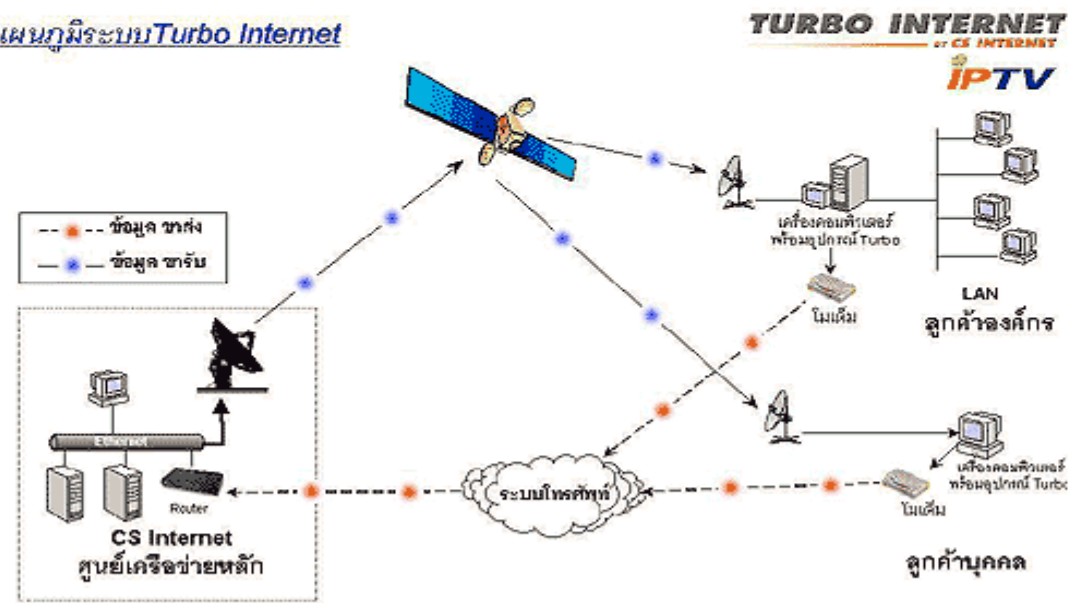 แผนภูมิระบบTurbo Internet
TURBO INTERNET
BY CS INTERNET
iPTV
ข้อมูล ขาส่ง
ข้อมูล ขารับ
เครื่องคอมพิวเตอร์
พร้อมอุปกรณ์ Turbo
โมเด็ม
LAN
ลูกค้าองค์กร
Ethernet
Router
CS Internet
ศูนย์เครือข่ายหลัก
ระบบโทรศัพท์
เครื่องคอมพิวเตอร์
พร้อมอุปกรณ์ Turbo
โมเด็ม
ลูกค้าบุคคล